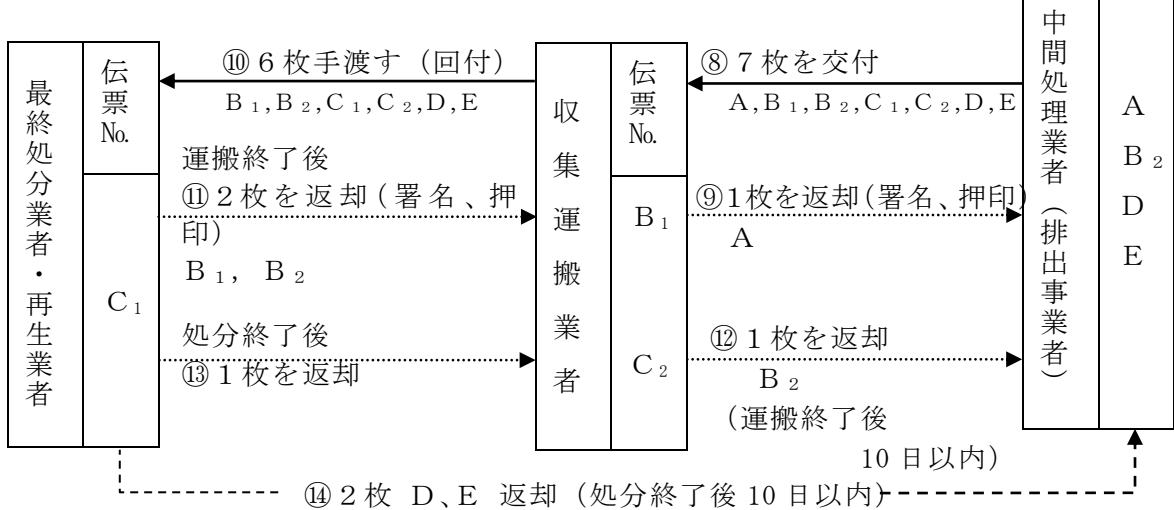 最終処分業者・再生業者
伝票No.
C₁
⑩６枚手渡す（回付）
B₁,B₂,C₁,C₂,D,E
運搬終了後
⑪２枚を返却(署名、押
印)
B₁, B₂
処分終了後
⑬１枚を返却
収集運搬業者
伝票No.
B₁
C₂
⑧７枚を交付
A,B₁,B₂,C₁,C₂,D,E
⑨1枚を返却(署名、押印)
A
⑫１枚を返却
B₂
（運搬終了後
10日以内）
中間処理業者（排出事業者）
A
B₂
D
E
⑭２枚 D、E 返却（処分終了後10日以内）